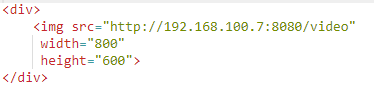 <div>
    <img src="http://192.168.100.7:8080/video"
     width="800"
     height="600">
</div>